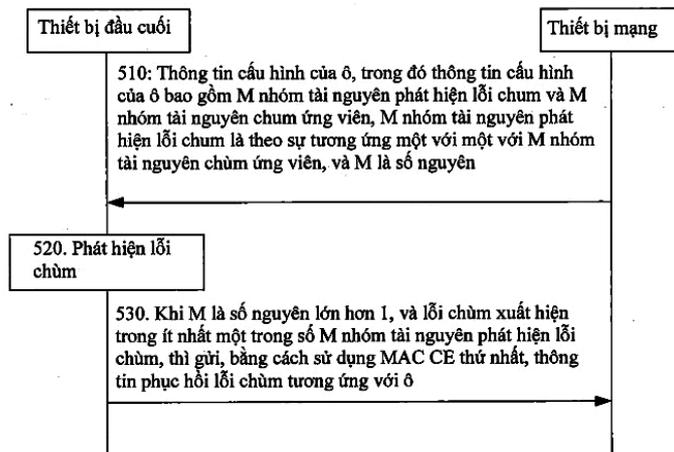 Thiết bị đầu cuối
Thiết bị mạng
510: Thông tin cấu hình của ô, trong đó thông tin cấu hình
của ô bao gồm M nhóm tài nguyên phát hiện lỗi chum và M
nhóm tài nguyên chum ứng viên, M nhóm tài nguyên phát
hiện lỗi chum là theo sự tương ứng một với một với M nhóm
tài nguyên chùm ứng viên, và M là số nguyên
520. Phát hiện lỗi
chùm
530. Khi M là số nguyên lớn hơn 1, và lỗi chùm xuất hiện
trong ít nhất một trong số M nhóm tài nguyên phát hiện lỗi
chùm, thì gửi, bằng cách sử dụng MAC CE thứ nhất, thông
tin phục hồi lỗi chùm tương ứng với ô